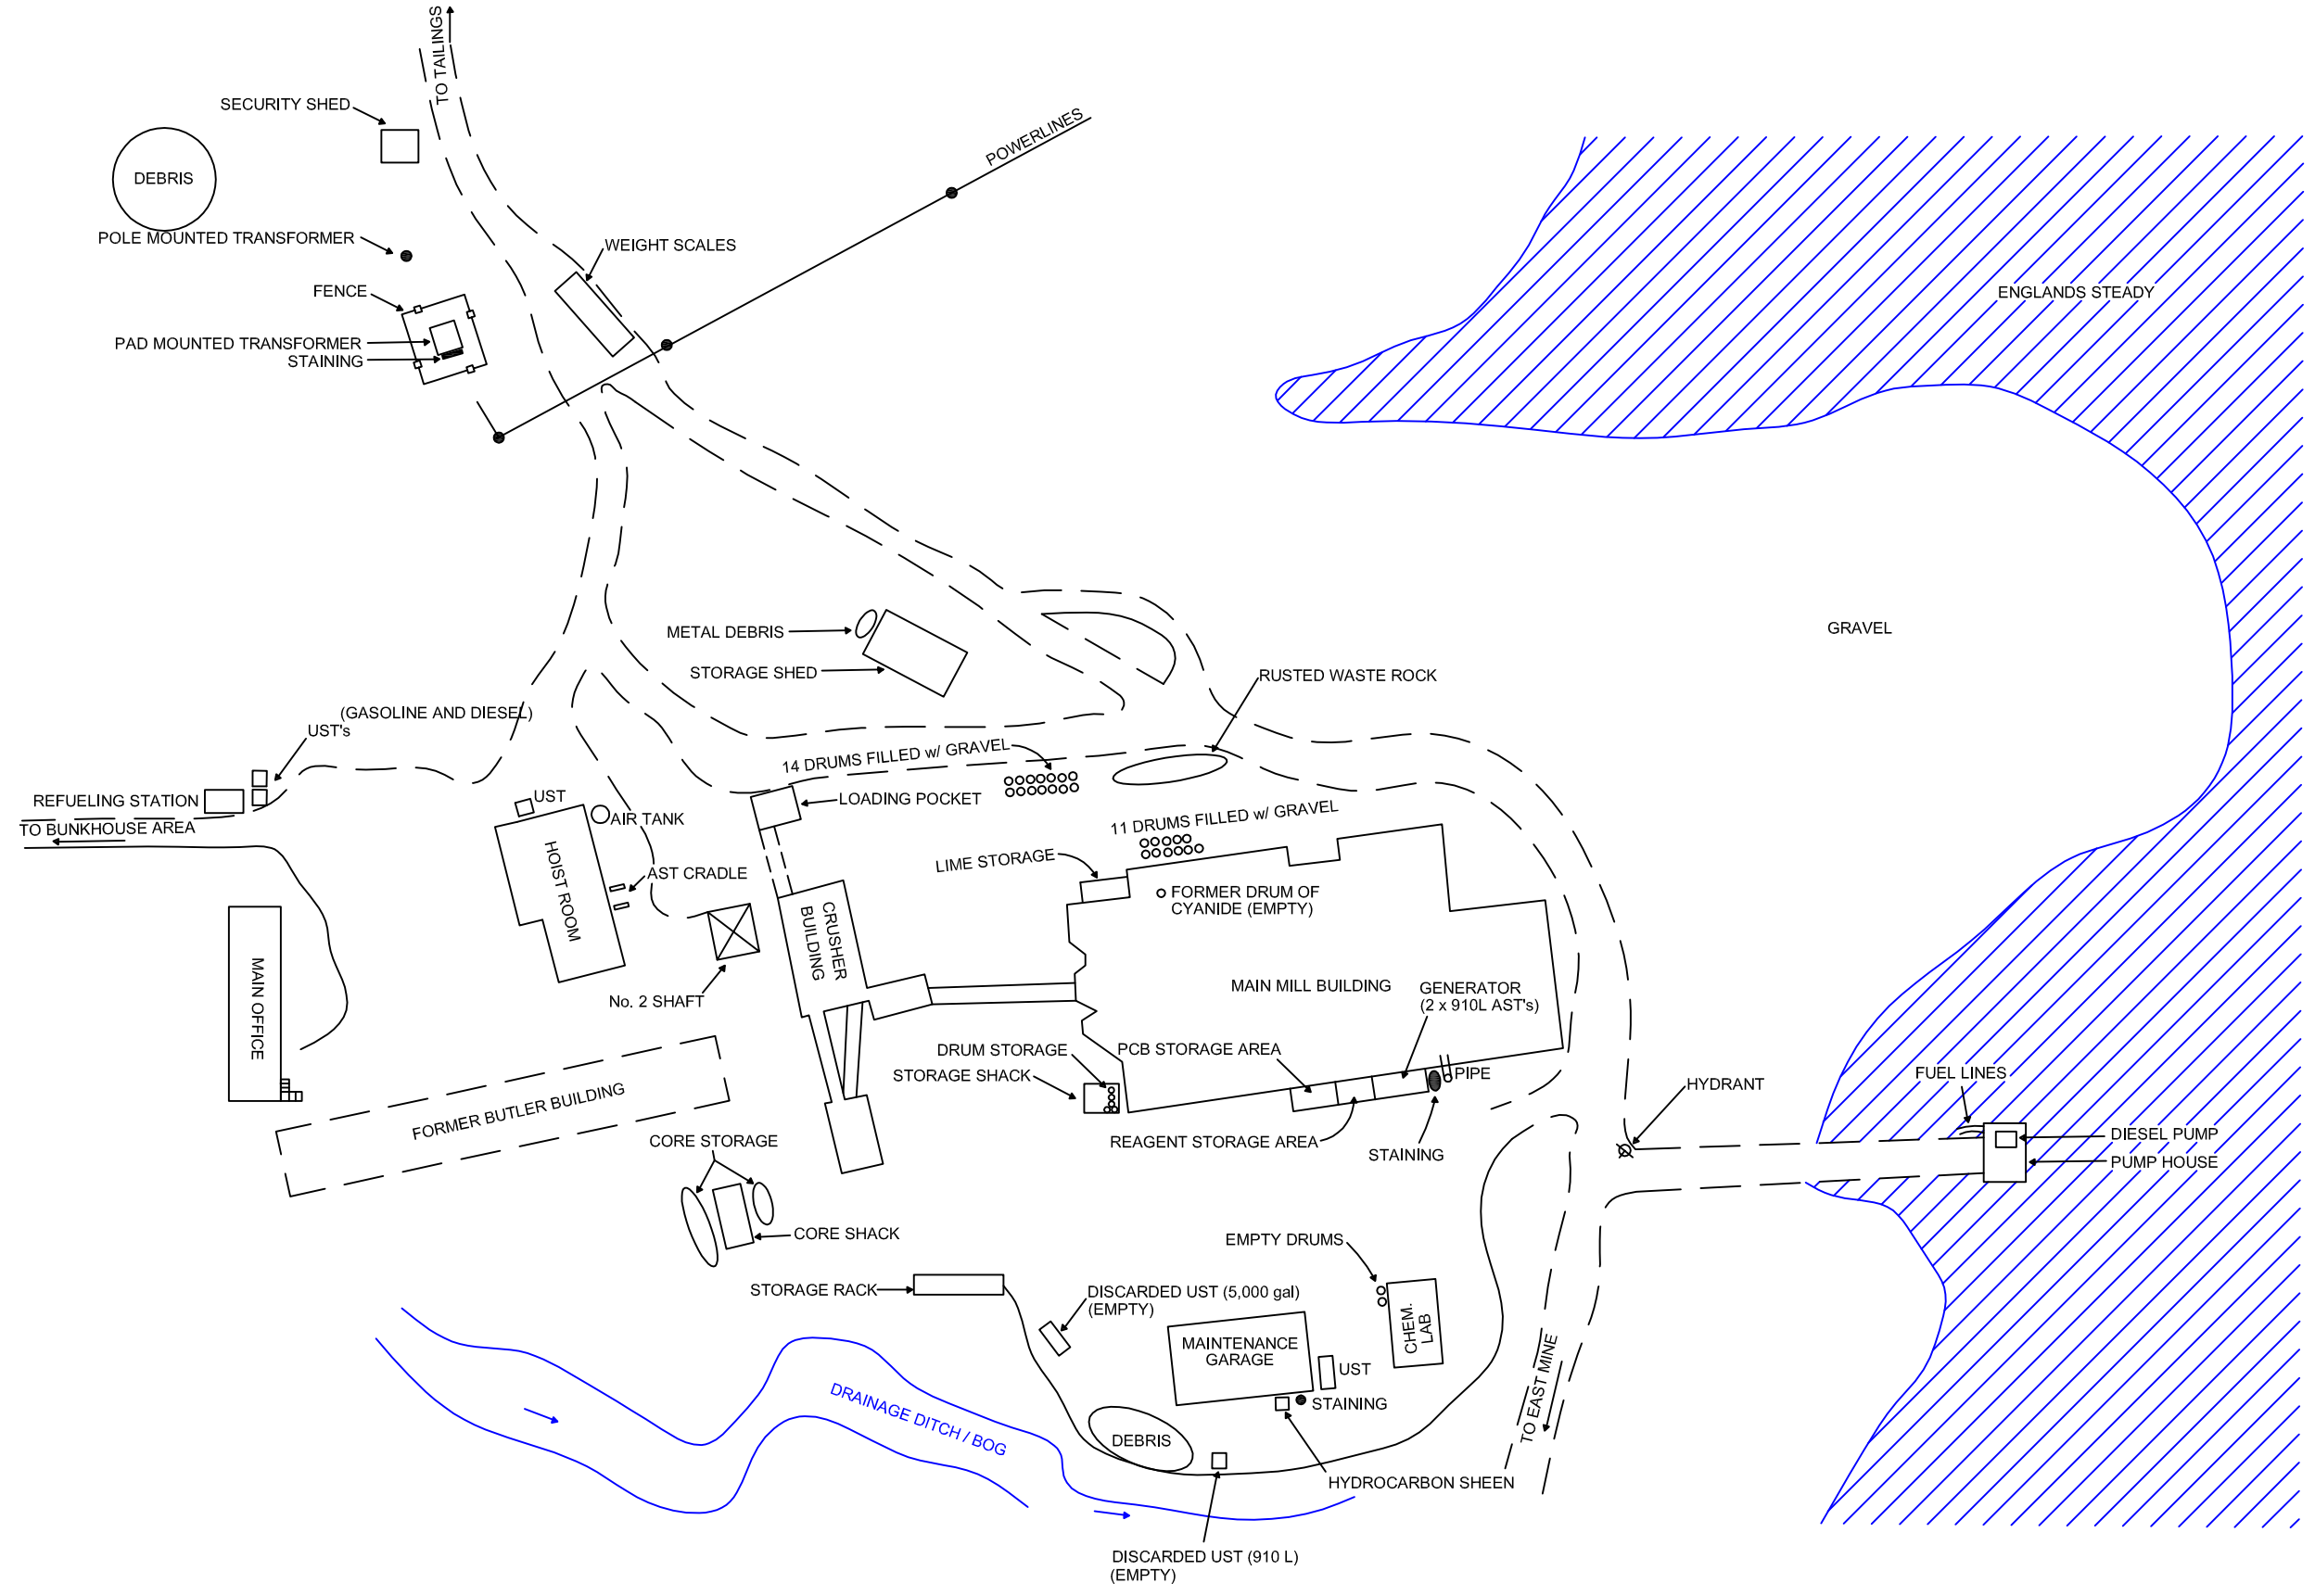 TO TAILINGS
SECURITY SHED
DEBRIS
POWERLINES
POLE MOUNTED TRANSFORMER
WEIGHT SCALES
FENCE
ENGLANDS STEADY
PAD MOUNTED TRANSFORMER
STAINING
GRAVEL
METAL DEBRIS
STORAGE SHED
RUSTED WASTE ROCK
(GASOLINE AND DIESEL)
UST's
14 DRUMS FILLED w/ GRAVEL
REFUELING STATION
UST
LOADING POCKET
AIR TANK
11 DRUMS FILLED w/ GRAVEL
TO BUNKHOUSE AREA
HOIST ROOM
LIME STORAGE
AST CRADLE
FORMER DRUM OF
CYANIDE (EMPTY)
CRUSHER
BUILDING
MAIN OFFICE
No. 2 SHAFT
MAIN MILL BUILDING
GENERATOR
(2 x 910L AST's)
DRUM STORAGE
PCB STORAGE AREA
STORAGE SHACK
PIPE
HYDRANT
FUEL LINES
FORMER BUTLER BUILDING
CORE STORAGE
REAGENT STORAGE AREA
STAINING
DIESEL PUMP
PUMP HOUSE
CORE SHACK
EMPTY DRUMS
STORAGE RACK
DISCARDED UST (5,000 gal)
(EMPTY)
CHEM.
LAB
MAINTENANCE
GARAGE
UST
STAINING
TO EAST MINE
DRAINAGE DITCH / BOG
DEBRIS
HYDROCARBON SHEEN
DISCARDED UST (910 L)
(EMPTY)